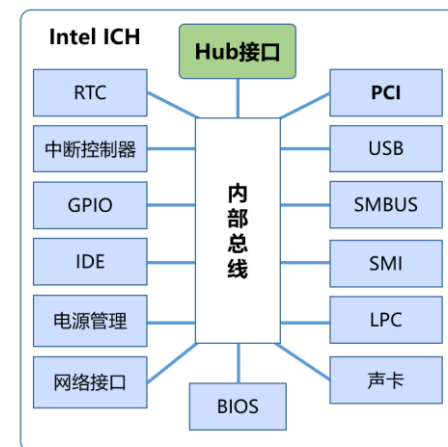 Intel ICH
Hub接口
RTC
PCI
中断控制器
USB
GPIO
内部总线
SMBUS
IDE
SMI
电源管理
LPC
网络接口
声卡
BIOS